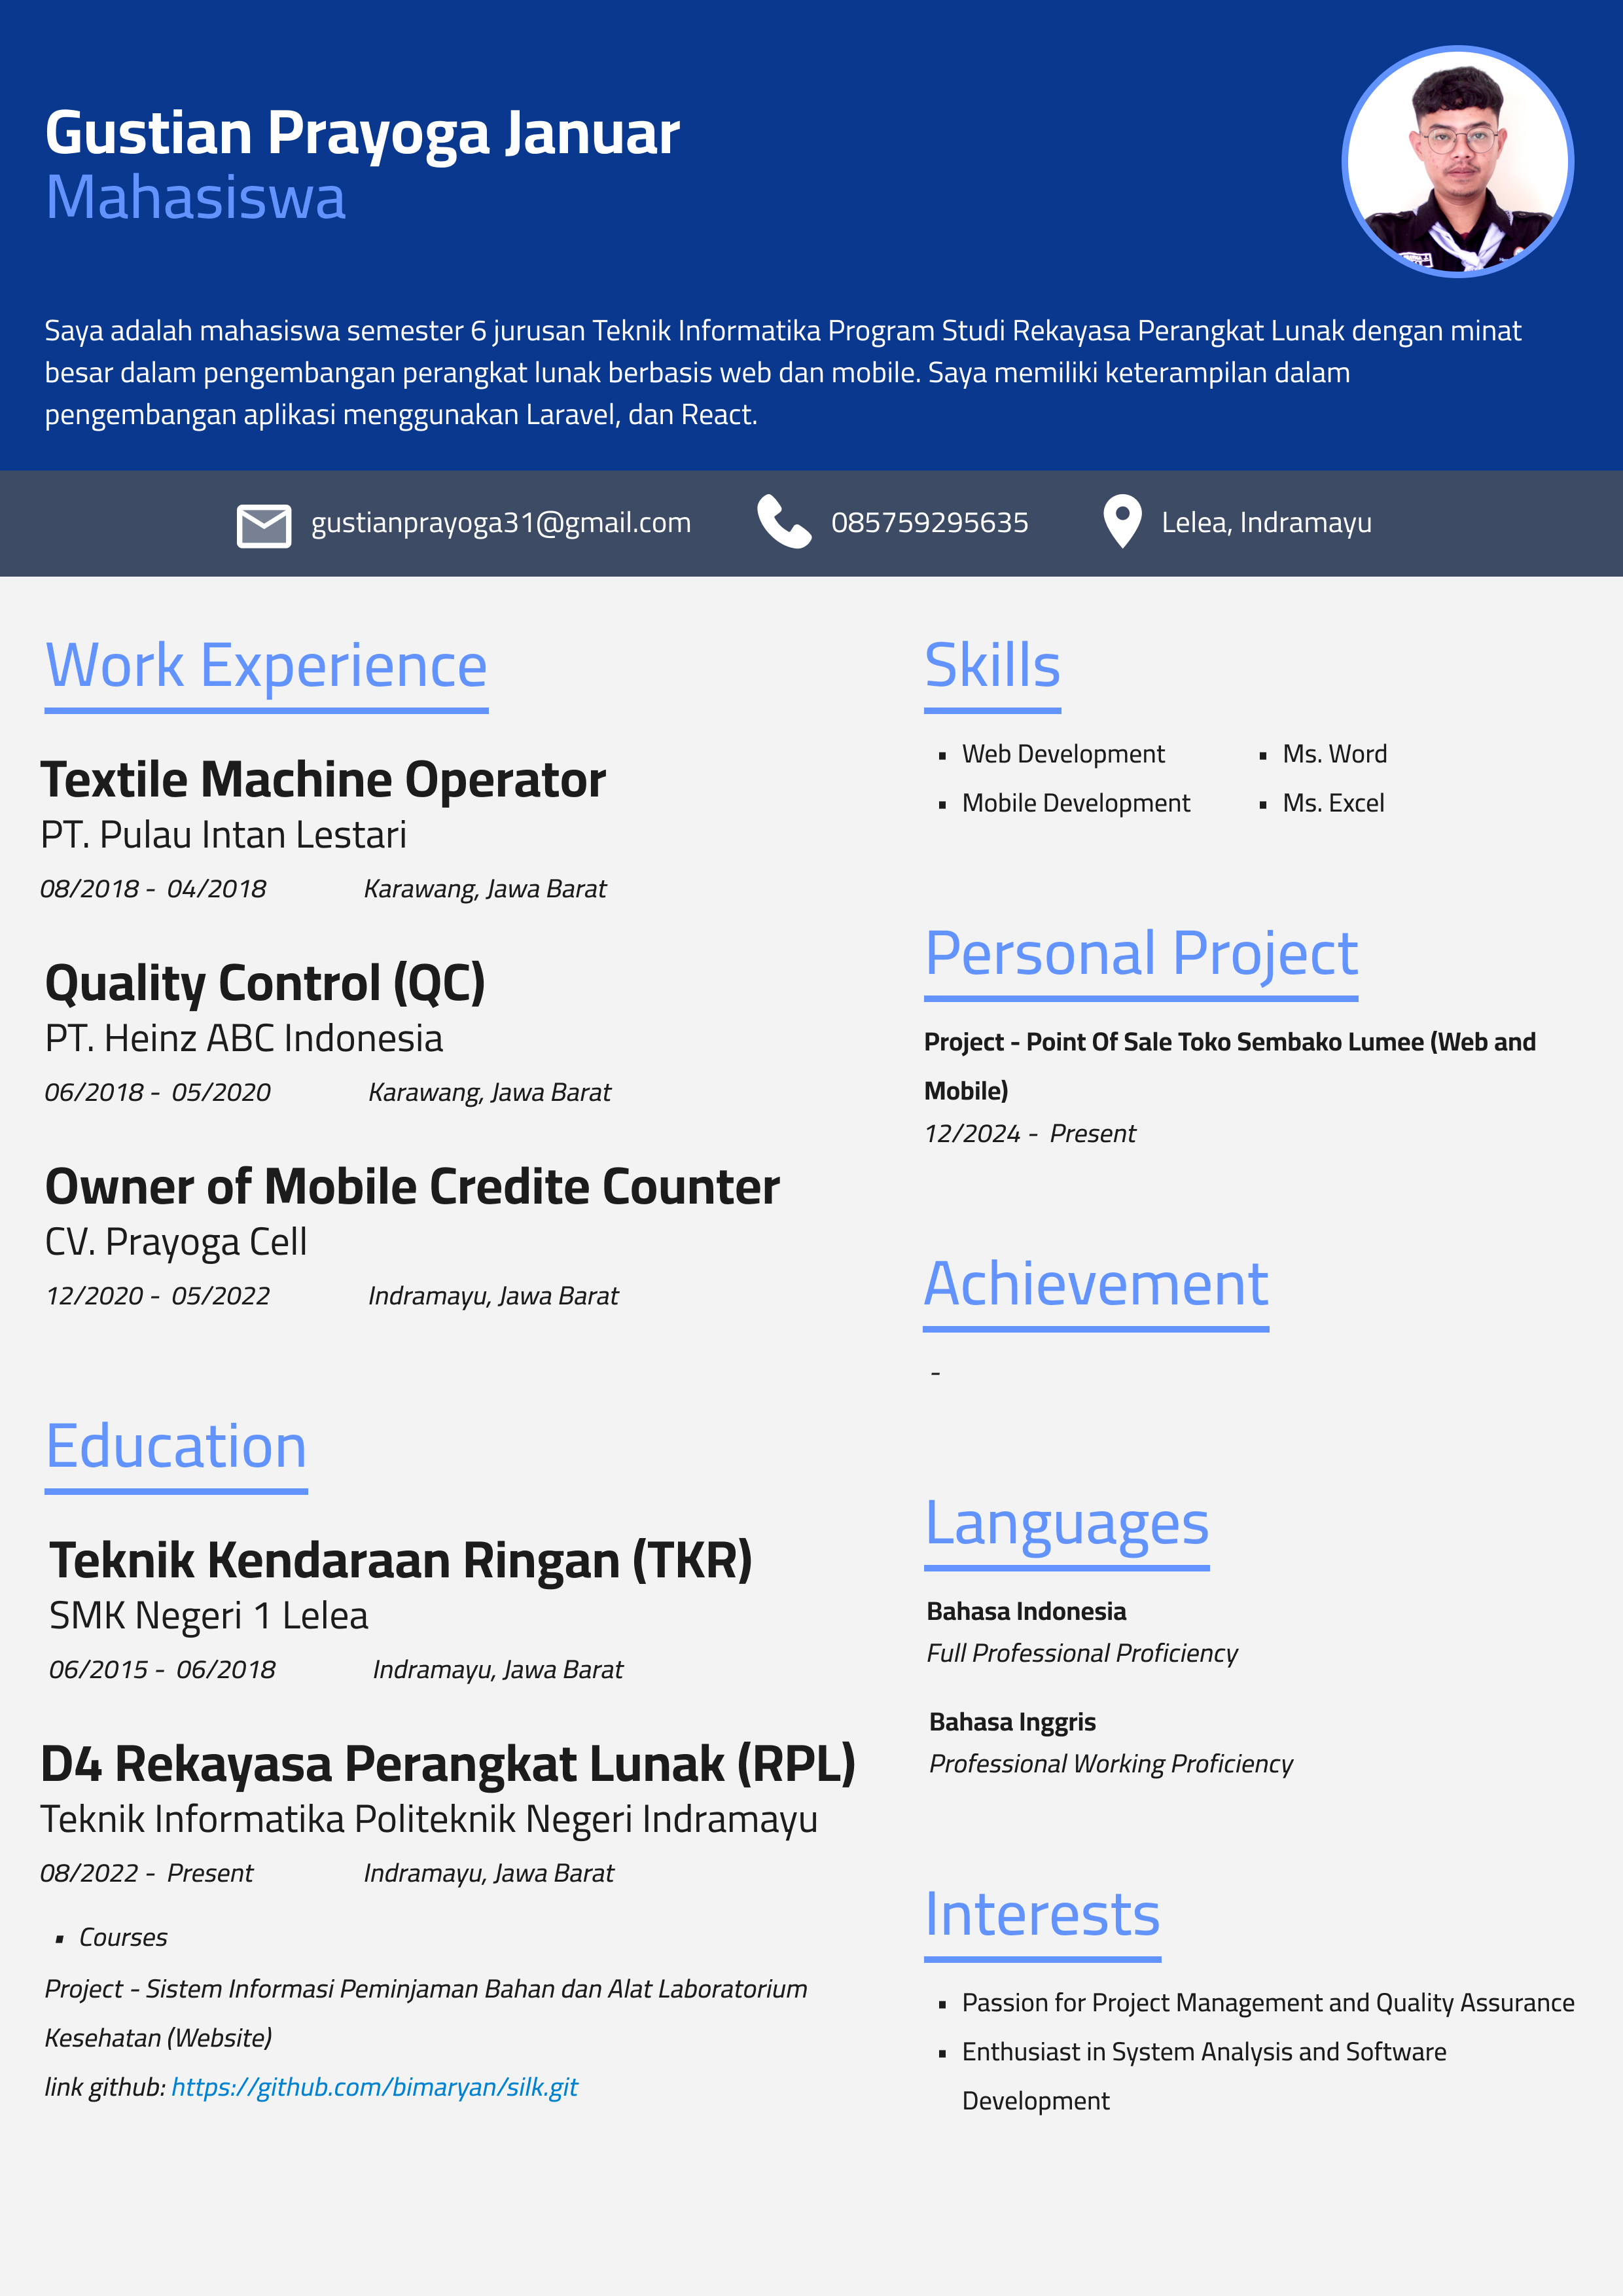 Gustian Prayoga Januar
Mahasiswa
Saya adalah mahasiswa semester 6 jurusan Teknik Informatika Program Studi Rekayasa Perangkat Lunak dengan minat
besar dalam pengembangan perangkat lunak berbasis web dan mobile. Saya memiliki keterampilan dalam
pengembangan aplikasi menggunakan Laravel, dan React.
gustianprayoga31@gmail.com
085759295635
Lelea, Indramayu
Work Experience
Textile Machine Operator
PT. Pulau Intan Lestari
08/2018 - 04/2018 Karawang, Jawa Barat
Quality Control (QC)
PT. Heinz ABC Indonesia
06/2018 - 05/2020 Karawang, Jawa Barat
Owner of Mobile Credite Counter
CV. Prayoga Cell
12/2020 - 05/2022 Indramayu, Jawa Barat
Education
Teknik Kendaraan Ringan (TKR)
SMK Negeri 1 Lelea
06/2015 - 06/2018 Indramayu, Jawa Barat
D4 Rekayasa Perangkat Lunak (RPL)
Teknik Informatika Politeknik Negeri Indramayu
08/2022 - Present Indramayu, Jawa Barat
▪ Courses
Project - Sistem Informasi Peminjaman Bahan dan Alat Laboratorium
Kesehatan (Website)
link github: https://github.com/bimaryan/silk.git
Skills
▪ Web Development ▪ Ms. Word
▪ Mobile Development ▪ Ms. Excel
Personal Project
Project - Point Of Sale Toko Sembako Lumee (Web and
Mobile)
12/2024 - Present
Achievement
-
Languages
Bahasa Indonesia
Full Professional Proficiency
Bahasa Inggris
Professional Working Proficiency
Interests
▪ Passion for Project Management and Quality Assurance
▪ Enthusiast in System Analysis and Software
Development